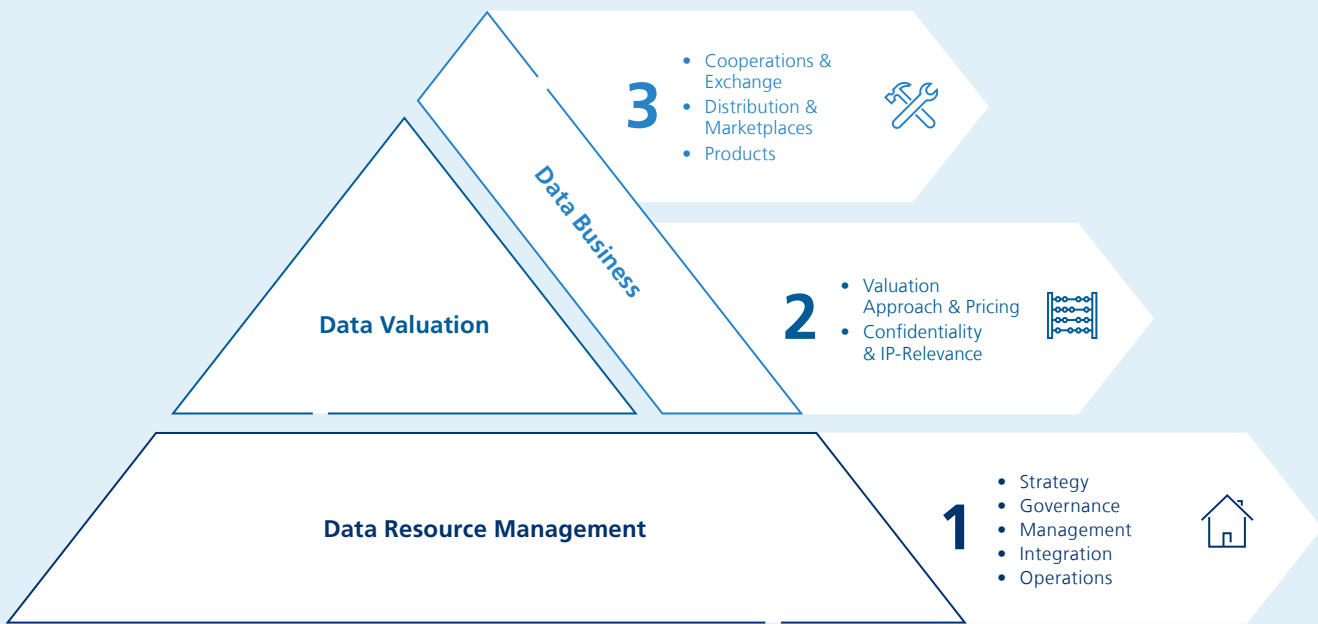 3
• Cooperations &
Exchange
• Distribution &
Marketplaces
• Products
Data Business
2
• Valuation
Approach & Pricing
• Confidentiality
& IP-Relevance
Data Valuation
1
• Strategy
• Governance
• Management
• Integration
• Operations
Data Resource Management